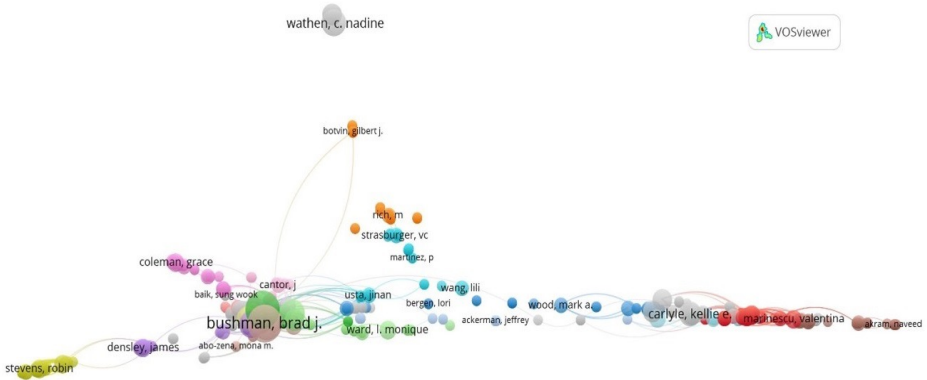 wathen, c. nadine
VOSviewer
botvin, gilbert j.
rich, m
strasburger, vc
martinez, p
coleman, grace
cantor, j
baik, sung wook
usta, jinan
wang, lili
bergen, lori
wood, mark a.
carlyle, kellie e.
marinescu, valentina
akram, naveed
bushman, brad j.
ward, l. monique
ackerman, jeffrey
densley, james
abo-zena, mona m.
stevens, robin